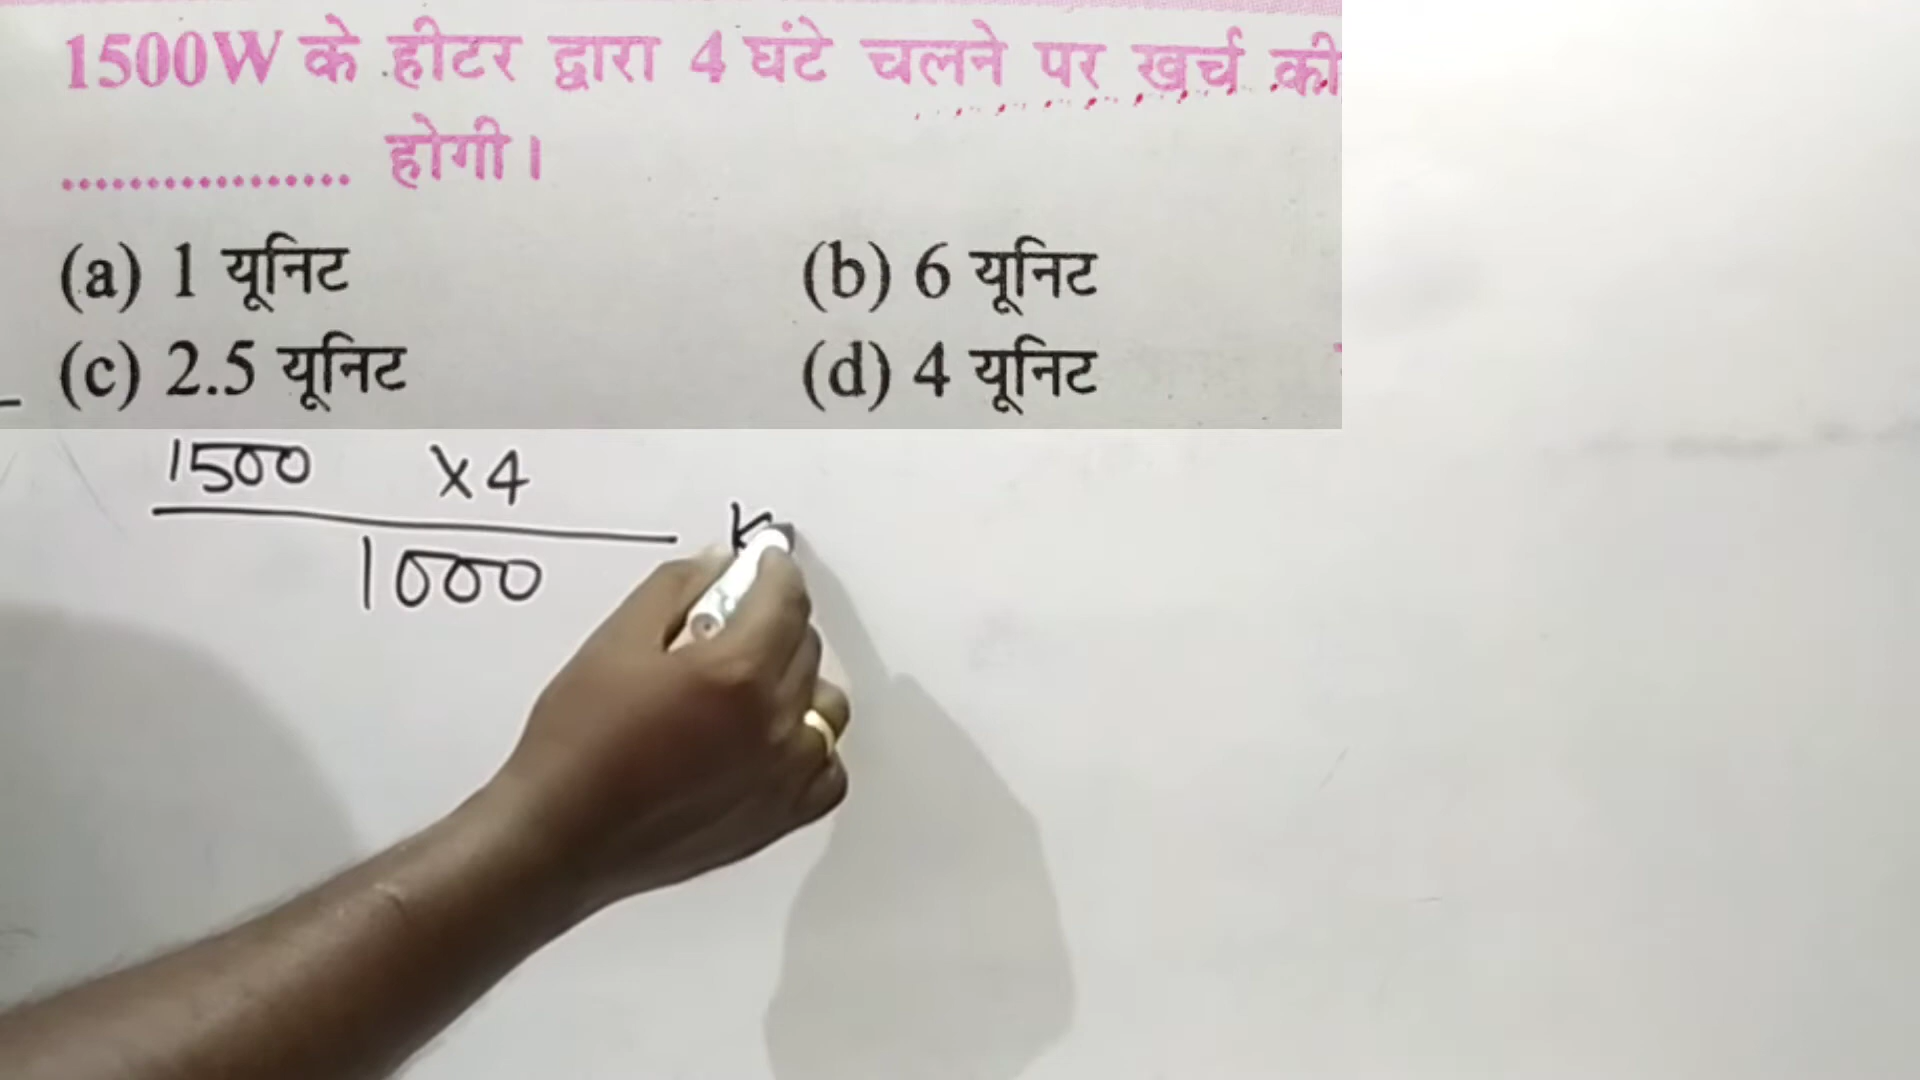 1500W के हीटर द्वारा 4 घंटे चलने पर खर्च की
................. होगी।
(a) 1 यूनिट (b) 6 यूनिट
(c) 2.5 यूनिट (d) 4 यूनिट
1500 X4
1000
K